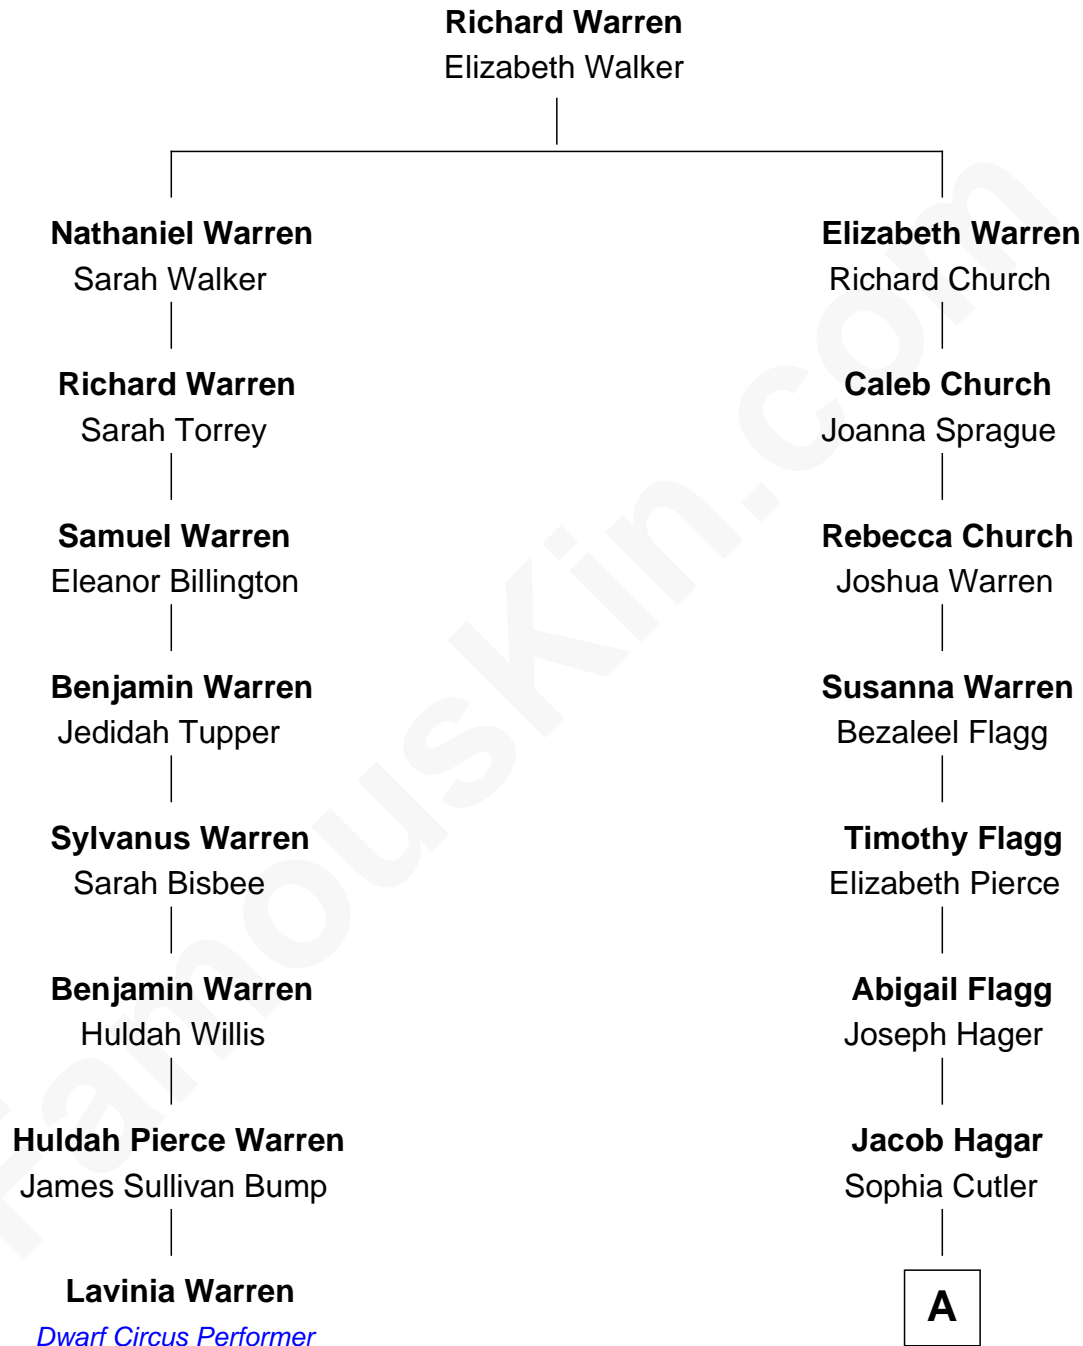 Richard Warren
Elizabeth Walker
Nathaniel Warren
Sarah Walker
Elizabeth Warren
Richard Church
Richard Warren
Sarah Torrey
Caleb Church
Joanna Sprague
Samuel Warren
Eleanor Billington
Rebecca Church
Joshua Warren
Benjamin Warren
Jedidah Tupper
Susanna Warren
Bezaleel Flagg
Sylvanus Warren
Sarah Bisbee
Timothy Flagg
Elizabeth Pierce
Benjamin Warren
Huldah Willis
Abigail Flagg
Joseph Hager
Huldah Pierce Warren
James Sullivan Bump
Jacob Hagar
Sophia Cutler
Lavinia Warren
Dwarf Circus Performer
A
FamousKin.com